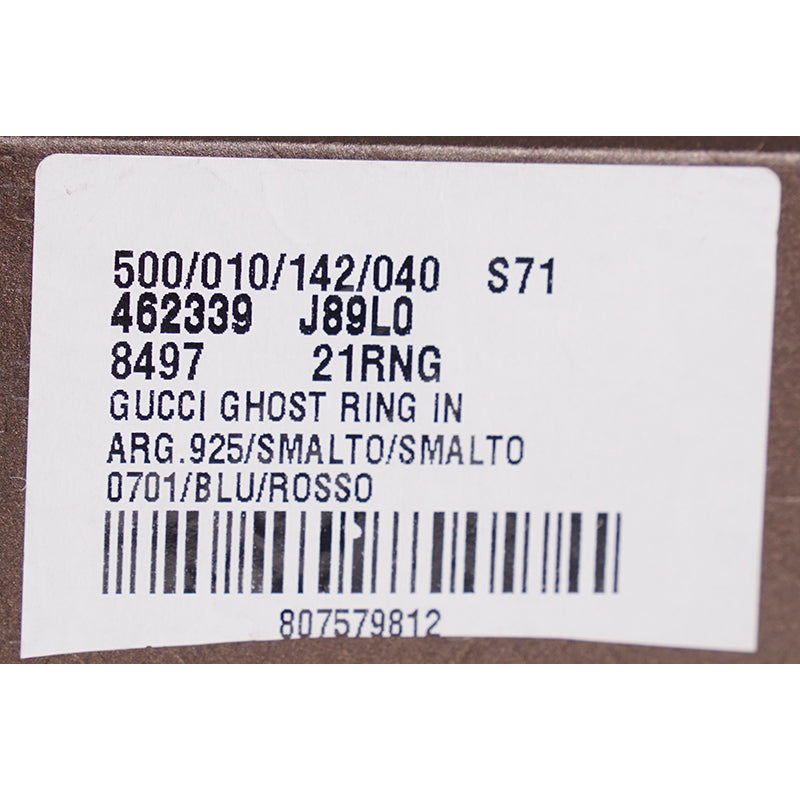 500/010/142/040 S71
462339 J89L0
8497 21RNG
GUCCI GHOST RING IN
ARG.925/SMALTO/SMALTO
0701/BLU/ROSSO
807579812